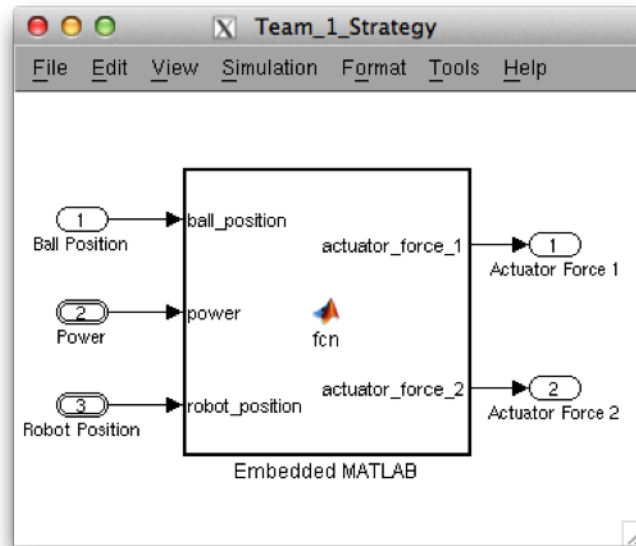 X Team_1_Strategy
File Edit View Simulation Format Tools Help
1
Ball Position
ball_position
2
Power
power
3
Robot Position
robot_position
fcn
actuator_force_1
1
Actuator Force 1
actuator_force_2
2
Actuator Force 2
Embedded MATLAB